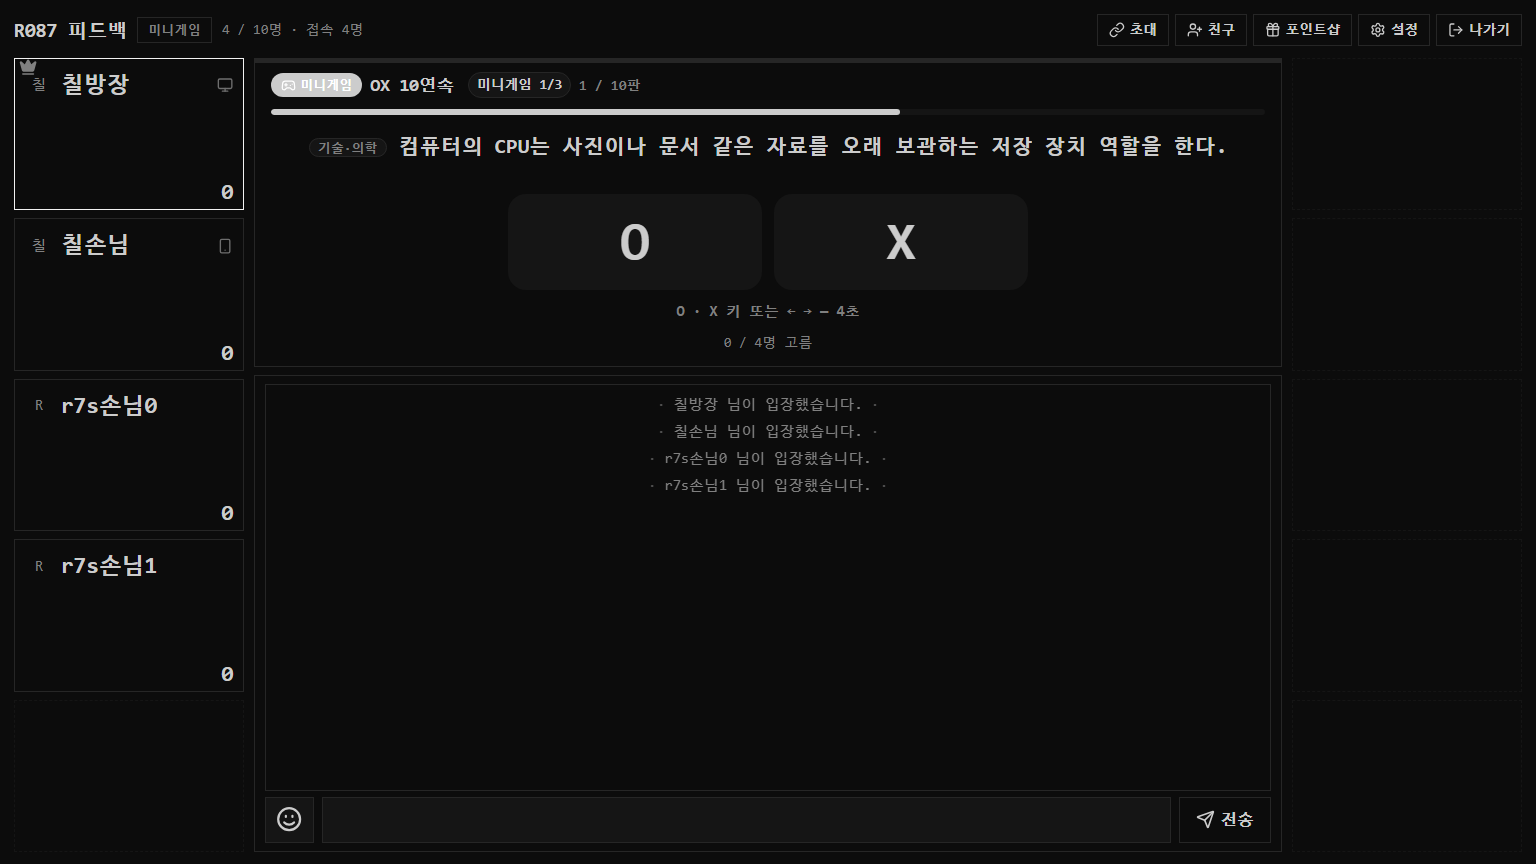 R087 피드백 미니게임 4 / 10명 · 접속 4명
초대 친구 포인트샵 설정 나가기
칠 칠방장
0
칠 칠손님
0
R r7s손님0
0
R r7s손님1
0
미니게임 OX 10연속 미니게임 1/3 1 / 10판
기술·의학 컴퓨터의 CPU는 사진이나 문서 같은 자료를 오래 보관하는 저장 장치 역할을 한다.
O X
O · X 키 또는 ← → — 4초
0 / 4명 고름
· 칠방장 님이 입장했습니다. ·
· 칠손님 님이 입장했습니다. ·
· r7s손님0 님이 입장했습니다. ·
· r7s손님1 님이 입장했습니다. ·
전송